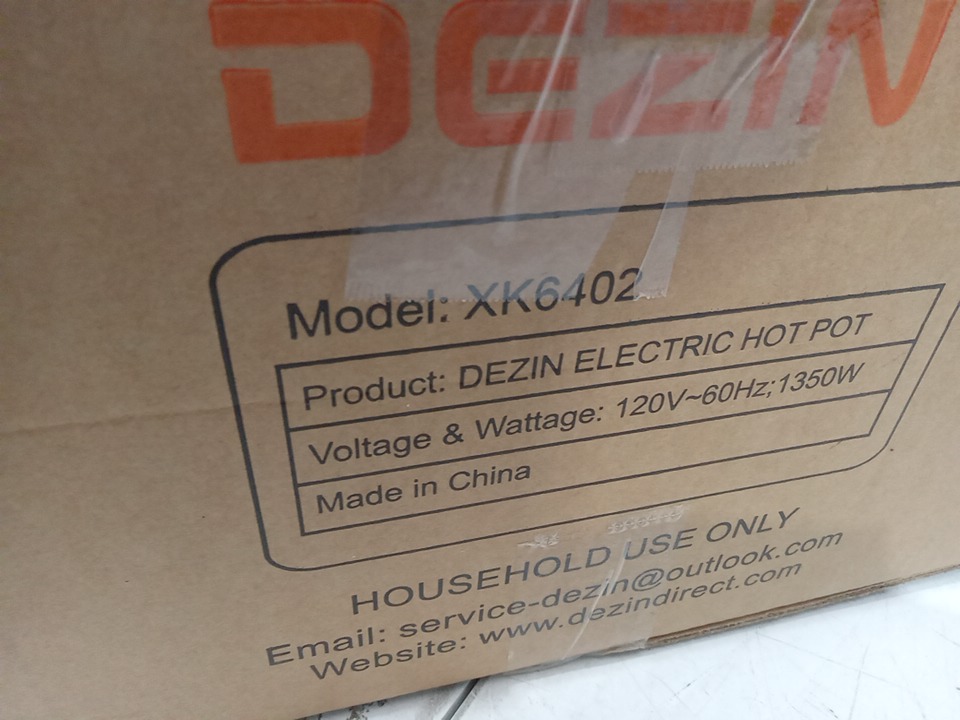 DEZIN
Model: XK6402
Product: DEZIN ELECTRIC HOT POT
Voltage & Wattage: 120V~60Hz;1350W
Made in China
HOUSEHOLD USE ONLY
Email: service-dezin@outlook.com
Website: www.dezindirect.com